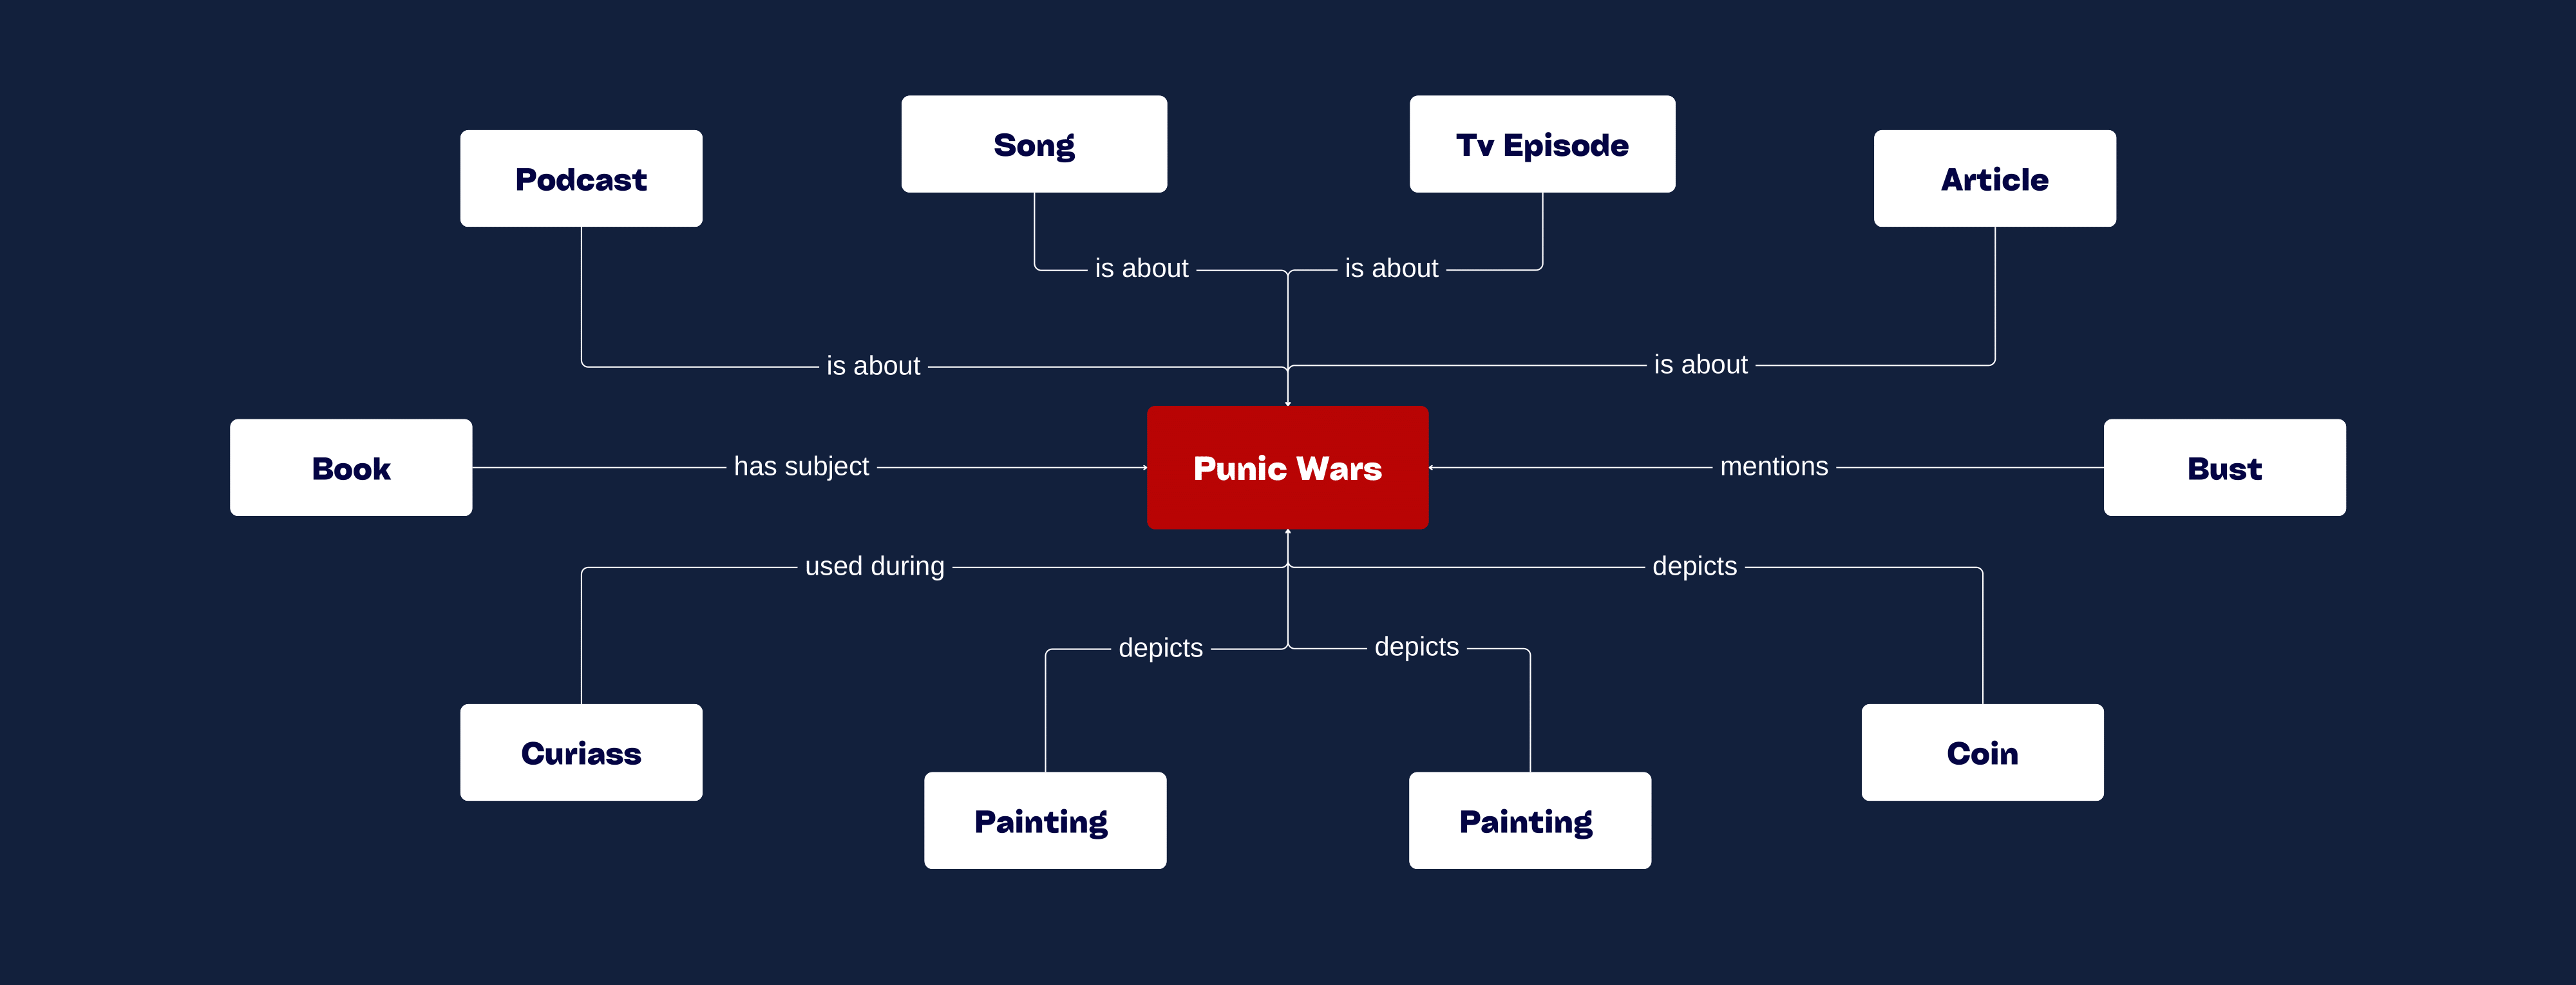 Song
Tv Episode
Podcast
Article
is about
is about
is about
is about
Book
has subject
Punic Wars
mentions
Bust
used during
depicts
depicts
depicts
Curiass
Coin
Painting
Painting